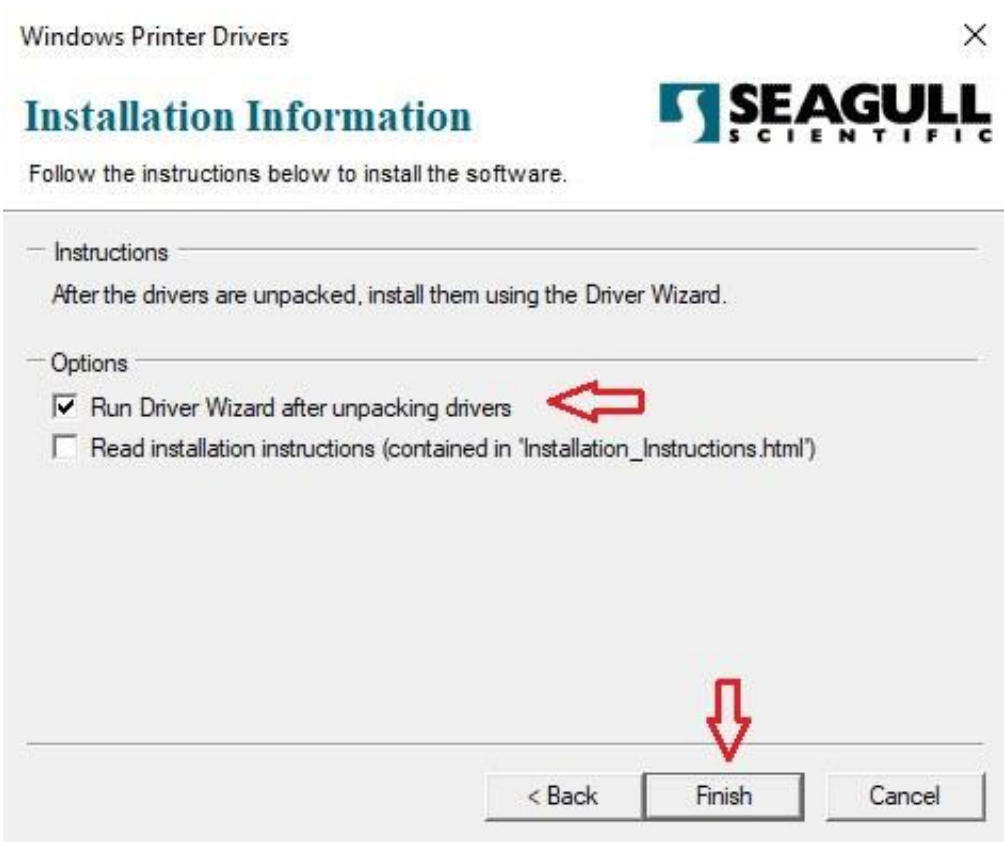 Windows Printer Drivers
Installation Information
SEAGULL
SCIENTIFIC
Follow the instructions below to install the software.
Instructions
After the drivers are unpacked, install them using the Driver Wizard.
Options
Run Driver Wizard after unpacking drivers
Read installation instructions (contained in 'Installation_Instructions.html')
< Back Finish Cancel